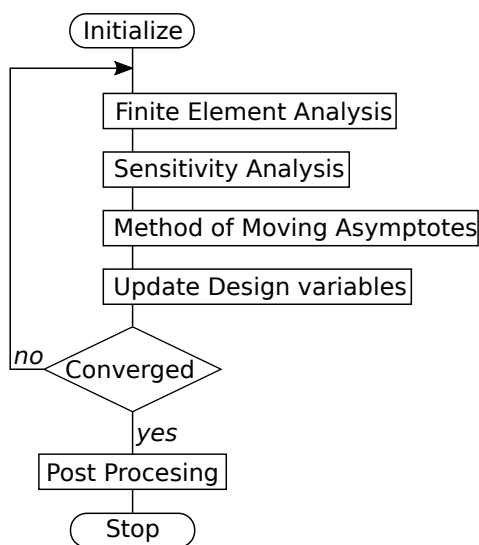 Initialize
Finite Element Analysis
Sensitivity Analysis
Method of Moving Asymptotes
Update Design variables
no
Converged
yes
Post Procesing
Stop